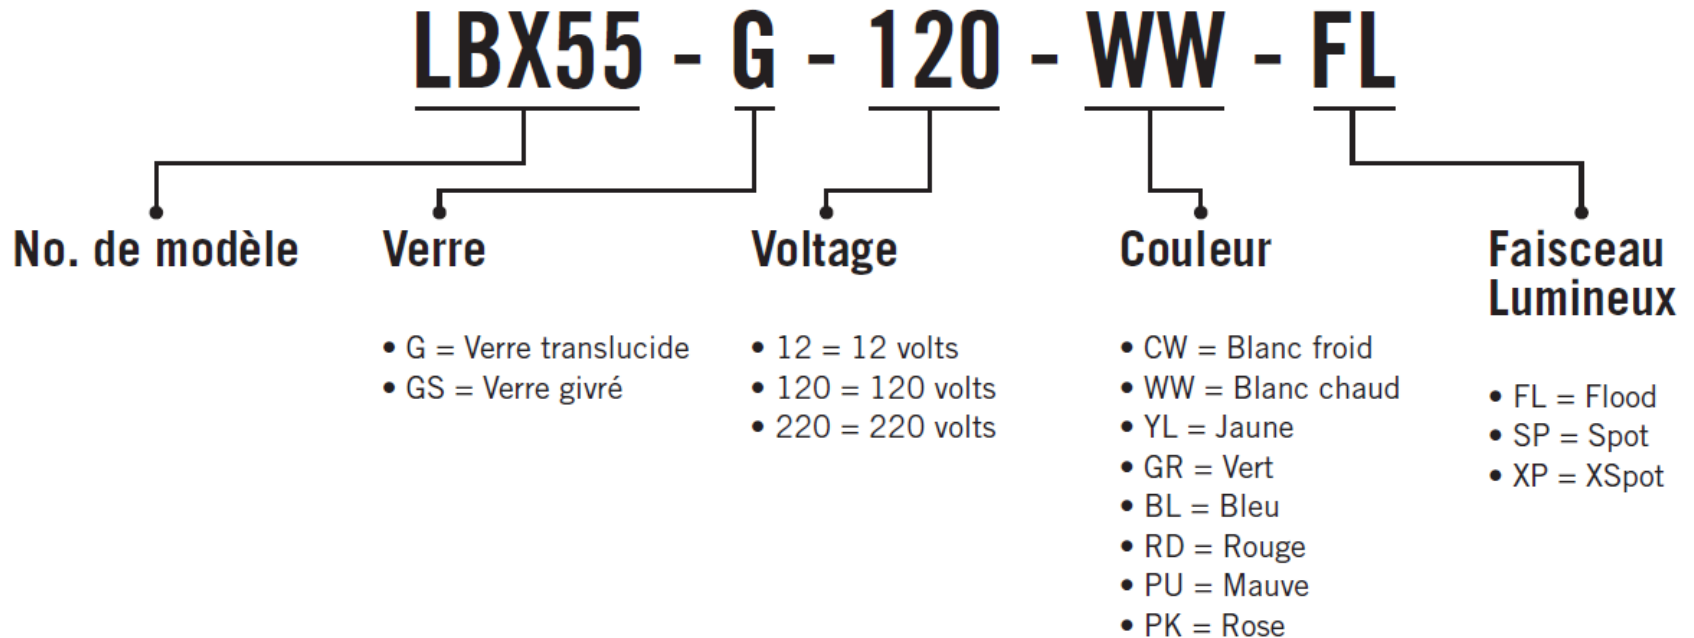 LBX55 - G - 120 - WW - FL
No. de modèle
Verre
• G = Verre translucide
• GS = Verre givré
Voltage
• 12 = 12 volts
• 120 = 120 volts
• 220 = 220 volts
Couleur
• CW = Blanc froid
• WW = Blanc chaud
• YL = Jaune
• GR = Vert
• BL = Bleu
• RD = Rouge
• PU = Mauve
• PK = Rose
Faisceau
Lumineux
• FL = Flood
• SP = Spot
• XP = XSpot